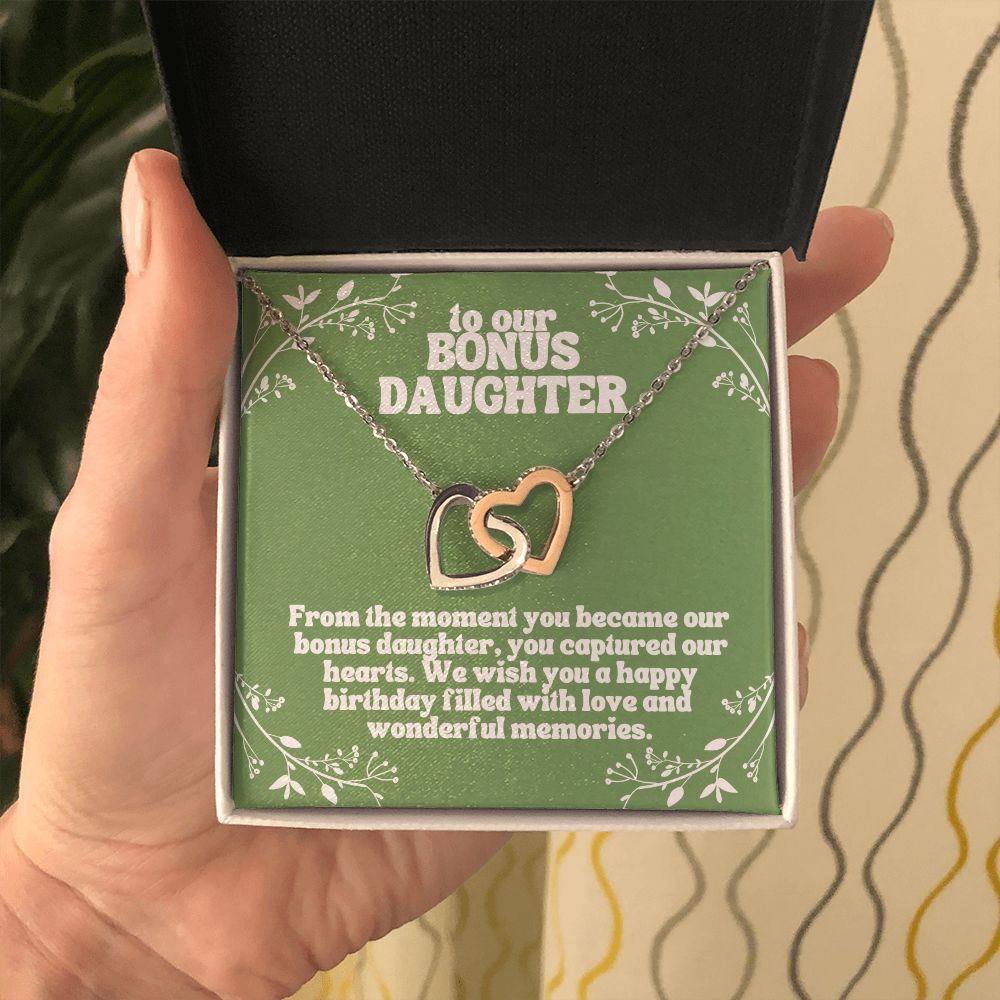 to our
BONUS
DAUGHTER
From the moment you became our
bonus daughter, you captured our
hearts. We wish you a happy
birthday filled with love and
wonderful memories.